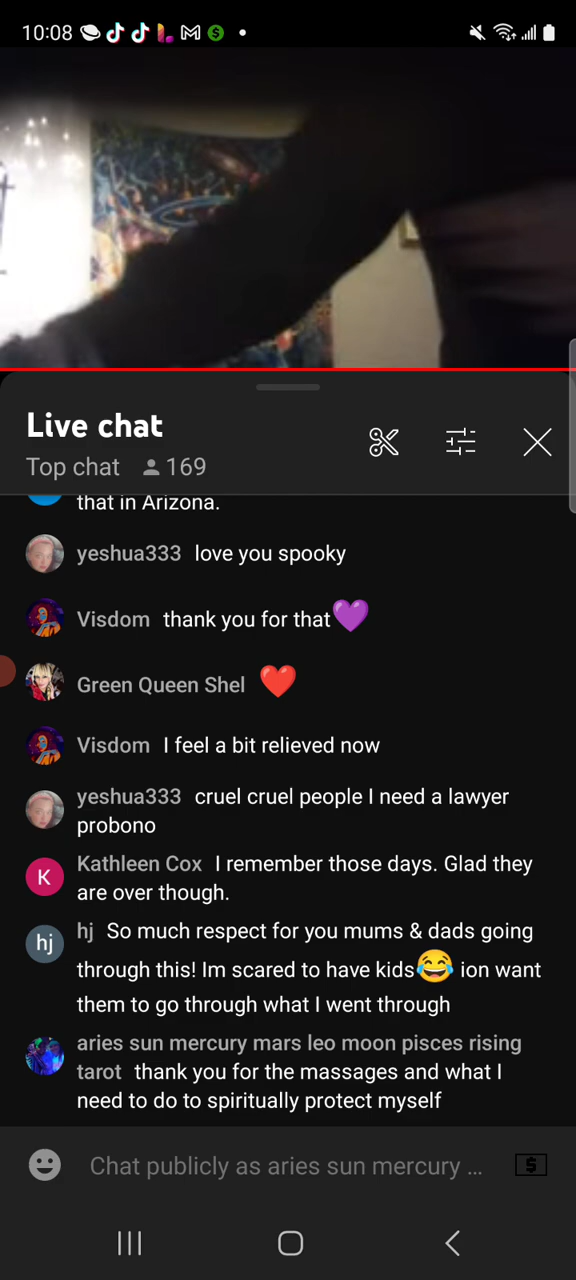 10:08
Live chat
Top chat 169
that in Arizona.
yeshua333 love you spooky
Visdom thank you for that💜
Green Queen Shel ❤️
Visdom I feel a bit relieved now
yeshua333 cruel cruel people I need a lawyer
probono
K
Kathleen Cox I remember those days. Glad they
are over though.
hj
hj So much respect for you mums & dads going
through this! Im scared to have kids😂 ion want
them to go through what I went through
aries sun mercury mars leo moon pisces rising
tarot thank you for the massages and what I
need to do to spiritually protect myself
Chat publicly as aries sun mercury ...
$